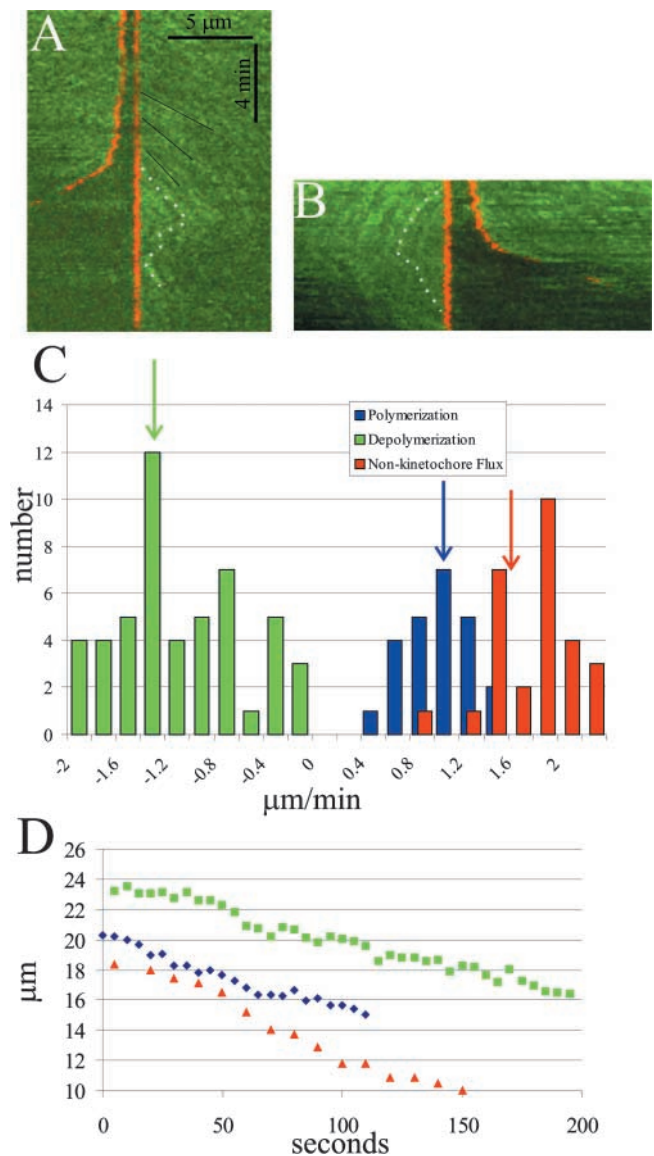 A
5 μm
4 min
B
C
14
12
10
8
6
4
2
0
number
Polymerization
Depolymerization
Non-kinetochore Flux
-2
-1.6
-1.2
-0.8
-0.4
0
0.4
0.8
1.2
1.6
2
μm/min
D
26
24
22
20
18
16
14
12
10
μm
0
50
100
150
200
seconds